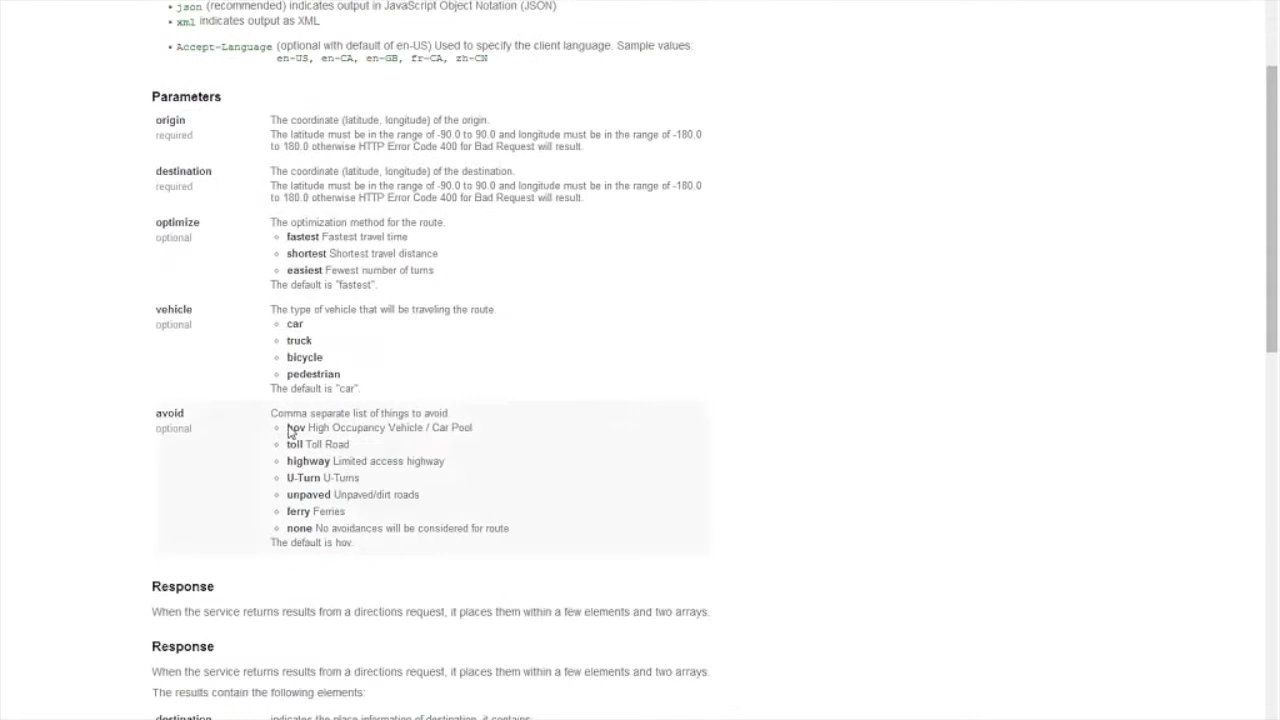 • json (recommended) indicates output in JavaScript Object Notation (JSON)
• xml indicates output as XML
• Accept-Language (optional with default of en-US) Used to specify the client language. Sample values:
en-US, en-CA, en-GB, fr-CA, zh-CN
Parameters
origin The coordinate (latitude, longitude) of the origin.
required The latitude must be in the range of -90.0 to 90.0 and longitude must be in the range of -180.0
to 180.0 otherwise HTTP Error Code 400 for Bad Request will result.
destination The coordinate (latitude, longitude) of the destination.
required The latitude must be in the range of -90.0 to 90.0 and longitude must be in the range of -180.0
to 180.0 otherwise HTTP Error Code 400 for Bad Request will result.
optimize The optimization method for the route.
optional
fastest Fastest travel time
shortest Shortest travel distance
easiest Fewest number of turns
The default is "fastest".
vehicle The type of vehicle that will be traveling the route.
optional
car
truck
bicycle
pedestrian
The default is "car".
avoid Comma separate list of things to avoid.
optional
hov High Occupancy Vehicle / Car Pool
toll Toll Road
highway Limited access highway
U-Turn U-Turns
unpaved Unpaved/dirt roads
ferry Ferries
none No avoidances will be considered for route
The default is hov.
Response
When the service returns results from a directions request, it places them within a few elements and two arrays.
Response
When the service returns results from a directions request, it places them within a few elements and two arrays.
The results contain the following elements:
destination indicates the place information of destination, it contains: